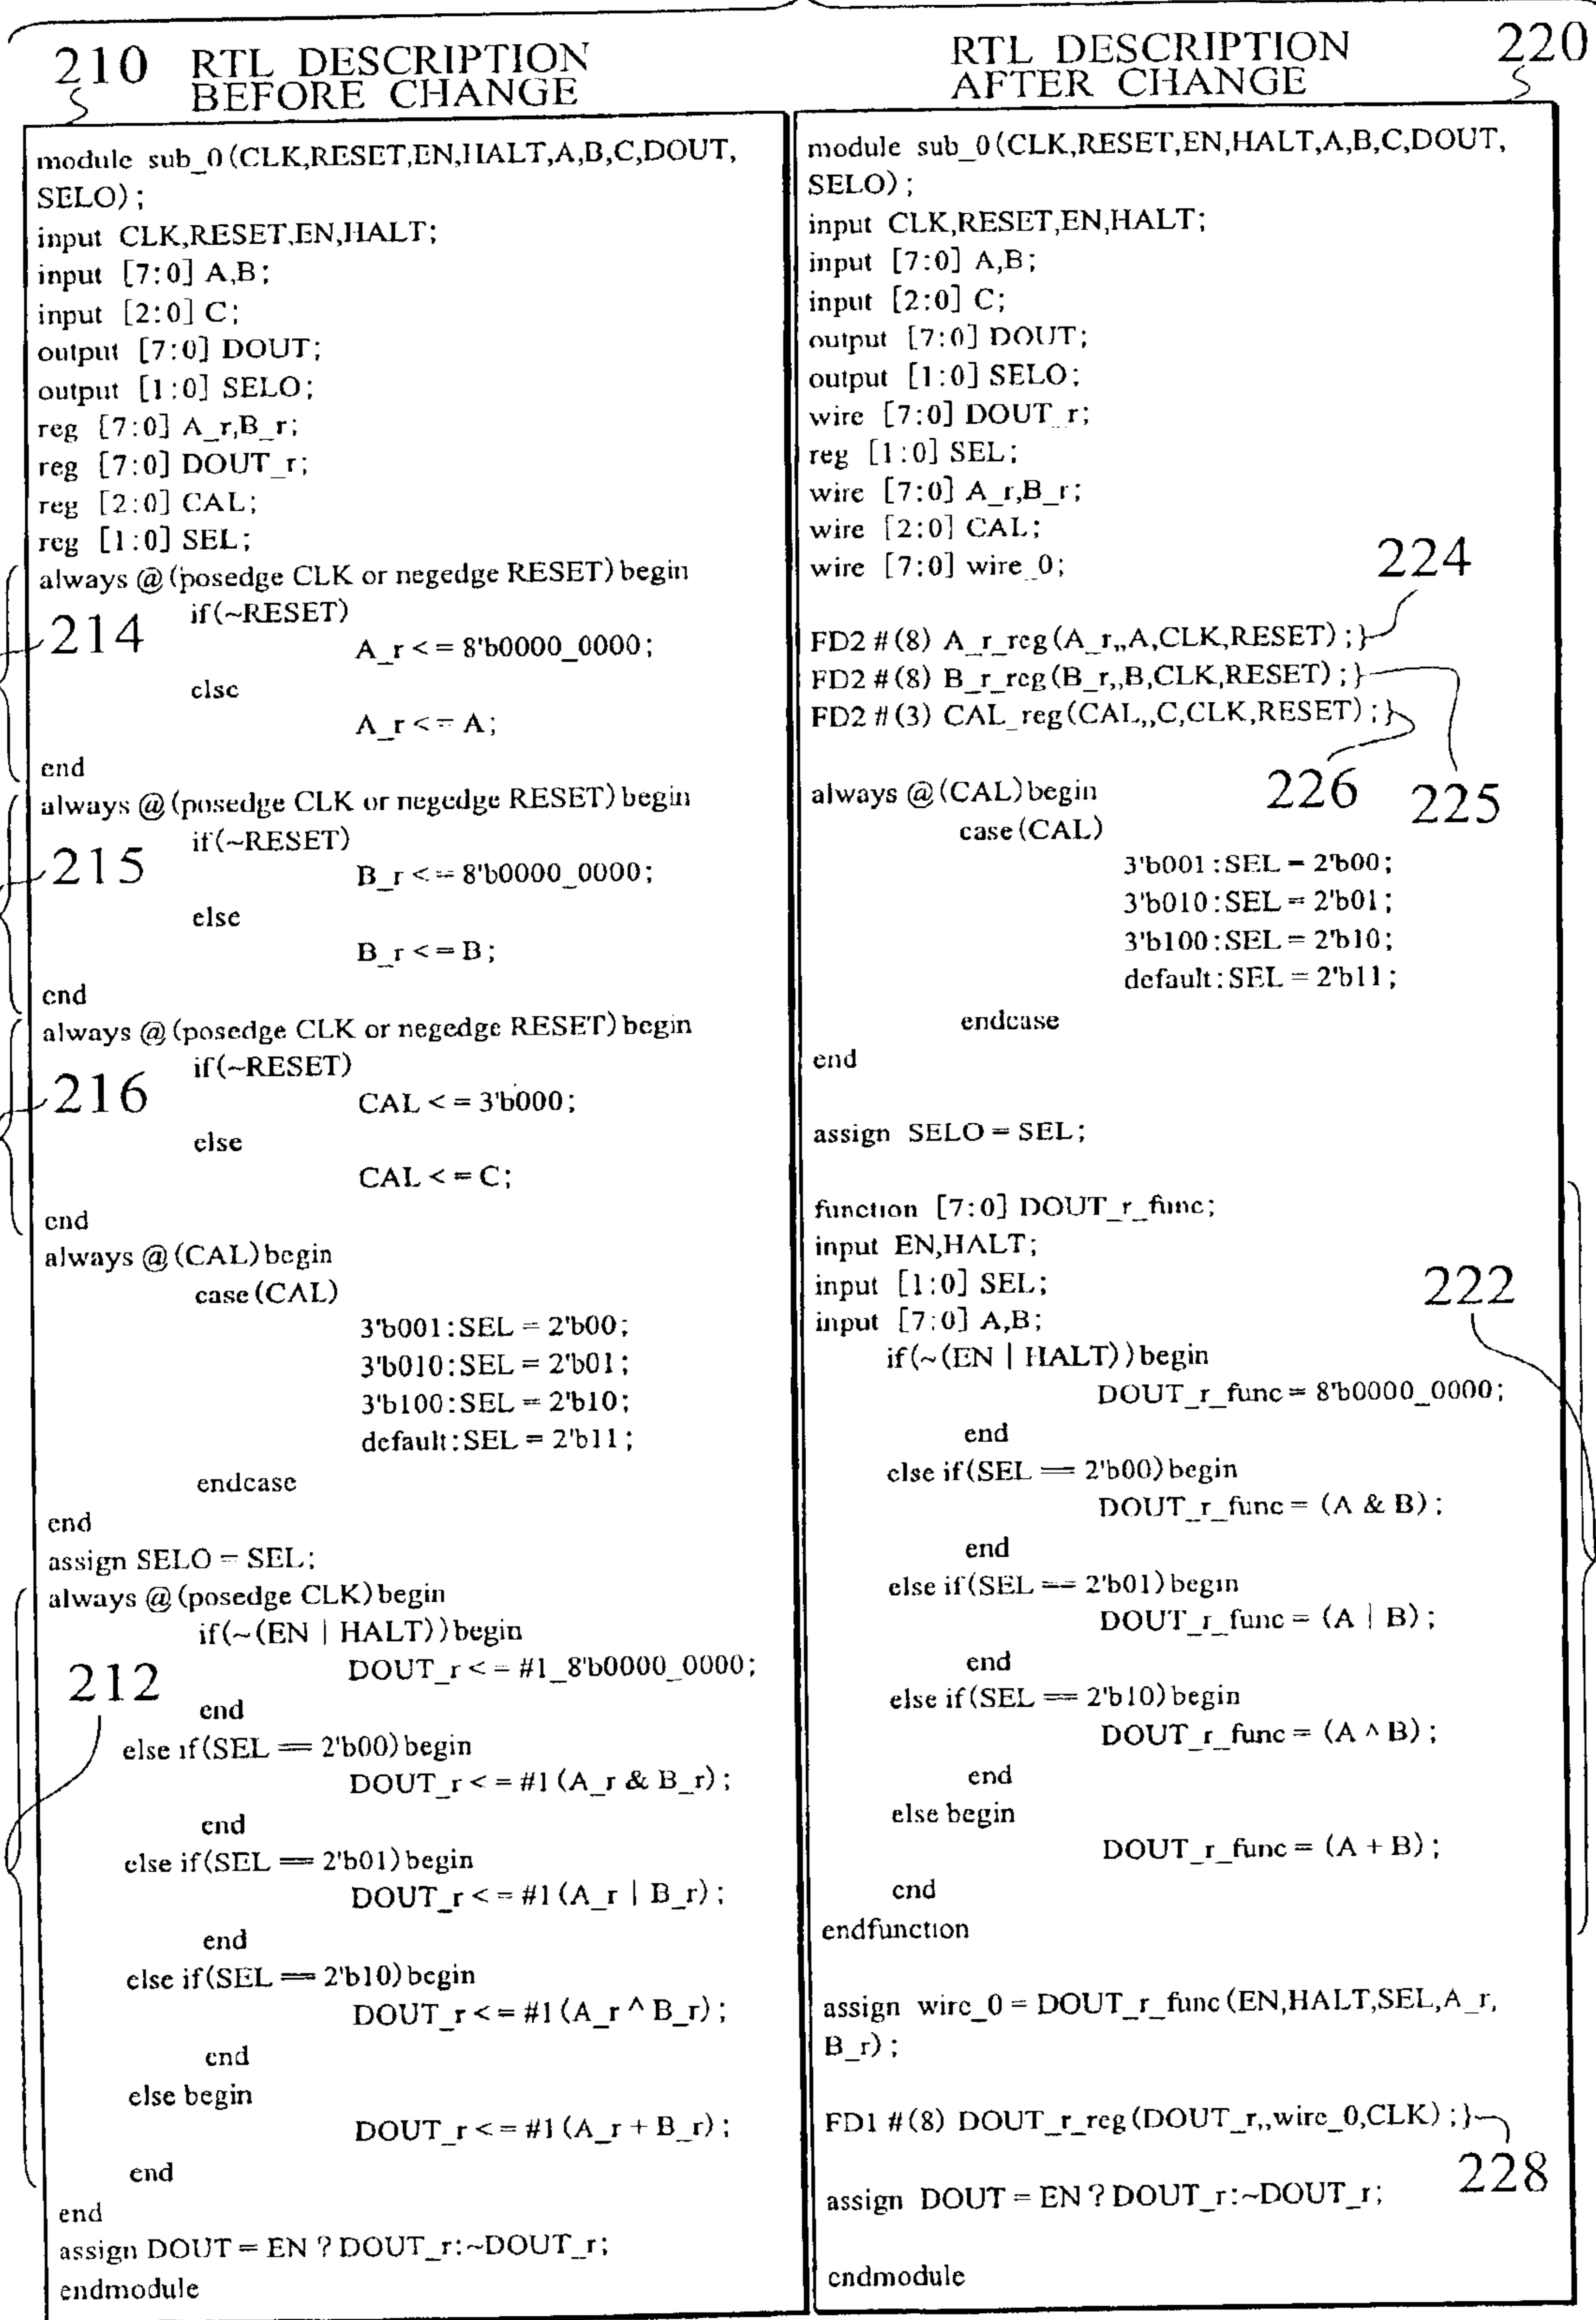 210 RTL DESCRIPTION
BEFORE CHANGE
module sub_0(CLK,RESET,EN,HALT,A,B,C,DOUT,
SELO);
input CLK,RESET,EN,HALT;
input [7:0] A,B;
input [2:0] C;
output [7:0] DOUT;
output [1:0] SELO;
reg [7:0] A_r,B_r;
reg [7:0] DOUT_r;
reg [2:0] CAL;
reg [1:0] SEL;
always @(posedge CLK or negedge RESET)begin
if(~RESET)
214
A_r <= 8'b0000_0000;
else
A_r <= A;
end
always @(posedge CLK or negedge RESET)begin
if(~RESET)
215
B_r <= 8'b0000_0000;
else
B_r <= B;
end
always @(posedge CLK or negedge RESET)begin
if(~RESET)
216
CAL <= 3'b000;
else
CAL <= C;
end
always @(CAL)begin
case(CAL)
3'b001:SEL = 2'b00;
3'b010:SEL = 2'b01;
3'b100:SEL = 2'b10;
default:SEL = 2'b11;
endcase
end
assign SELO = SEL;
always @(posedge CLK)begin
if(~(EN | HALT))begin
212
DOUT_r <= #1_8'b0000_0000;
end
else if(SEL == 2'b00)begin
DOUT_r <= #1(A_r & B_r);
end
else if(SEL == 2'b01)begin
DOUT_r <= #1(A_r | B_r);
end
else if(SEL == 2'b10)begin
DOUT_r <= #1(A_r ^ B_r);
end
else begin
DOUT_r <= #1(A_r + B_r);
end
end
assign DOUT = EN ? DOUT_r:~DOUT_r;
endmodule
RTL DESCRIPTION 220
AFTER CHANGE
module sub_0(CLK,RESET,EN,HALT,A,B,C,DOUT,
SELO);
input CLK,RESET,EN,HALT;
input [7:0] A,B;
input [2:0] C;
output [7:0] DOUT;
output [1:0] SELO;
wire [7:0] DOUT_r;
reg [1:0] SEL;
wire [7:0] A_r,B_r;
wire [2:0] CAL;
wire [7:0] wire_0;
224
FD2 #(8) A_r_reg(A_r,,A,CLK,RESET);}
FD2 #(8) B_r_reg(B_r,,B,CLK,RESET);}
FD2 #(3) CAL_reg(CAL,,C,CLK,RESET);}
226 225
always @(CAL)begin
case(CAL)
3'b001:SEL = 2'b00;
3'b010:SEL = 2'b01;
3'b100:SEL = 2'b10;
default:SEL = 2'b11;
endcase
end
assign SELO = SEL;
function [7:0] DOUT_r_func;
input EN,HALT;
input [1:0] SEL;
222
input [7:0] A,B;
if(~(EN | HALT))begin
DOUT_r_func = 8'b0000_0000;
end
else if(SEL == 2'b00)begin
DOUT_r_func = (A & B);
end
else if(SEL == 2'b01)begin
DOUT_r_func = (A | B);
end
else if(SEL == 2'b10)begin
DOUT_r_func = (A ^ B);
end
else begin
DOUT_r_func = (A + B);
end
endfunction
assign wire_0 = DOUT_r_func(EN,HALT,SEL,A_r,
B_r);
FD1 #(8) DOUT_r_reg(DOUT_r,,wire_0,CLK);}
228
assign DOUT = EN ? DOUT_r:~DOUT_r;
endmodule